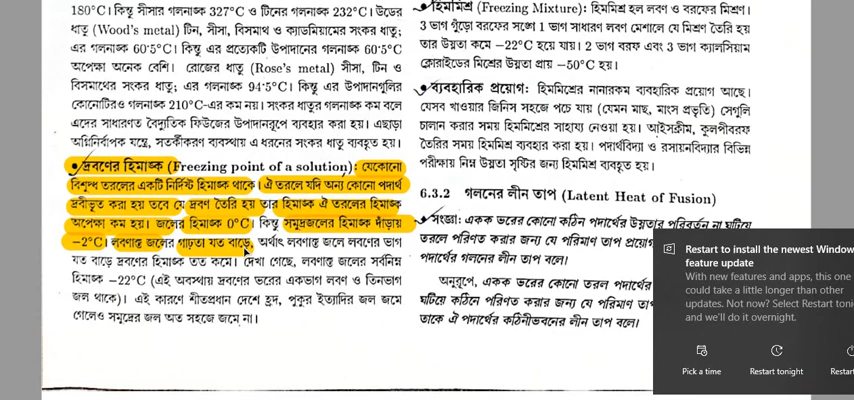 180°C। কিন্তু সীসার গলনাঙ্ক 327°C ও টিনের গলনাঙ্ক 232°C। উডের
ধাতু (Wood's metal) টিন, সীসা, বিসমাথ ও ক্যাডমিয়ামের সংকর ধাতু;
এর গলনাঙ্ক 60·5°C। কিন্তু এর প্রত্যেকটি উপাদানের গলনাঙ্ক 60·5°C
অপেক্ষা অনেক বেশি। রোজের ধাতু (Rose's metal) সীসা, টিন ও
বিসমাথের সংকর ধাতু; এর গলনাঙ্ক 94·5°C। কিন্তু এর উপাদানগুলির
কোনোটিরও গলনাঙ্ক 210°C-এর কম নয়। সংকর ধাতুর গলনাঙ্ক কম বলে
এদের সাধারণত বৈদ্যুতিক ফিউজের উপাদানরূপে ব্যবহার করা হয়। এছাড়া
অগ্নিনির্বাপক যন্ত্রে, সতর্কীকরণ ব্যবস্থায় এ ধরনের সংকর ধাতু ব্যবহৃত হয়।
• দ্রবণের হিমাঙ্ক (Freezing point of a solution): যেকোনো
বিশুদ্ধ তরলের একটি নির্দিষ্ট হিমাঙ্ক থাকে। ঐ তরলে যদি অন্য কোনো পদার্থ
দ্রবীভূত করা হয় তবে যে দ্রবণ তৈরি হয় তার হিমাঙ্ক ঐ তরলের হিমাঙ্ক
অপেক্ষা কম হয়। জলের হিমাঙ্ক 0°C। কিন্তু সমুদ্রজলের হিমাঙ্ক দাঁড়ায়
−2°C। লবণাক্ত জলের গাঢ়তা যত বাড়ে, অর্থাৎ লবণাক্ত জলে লবণের ভাগ
যত বাড়ে দ্রবণের হিমাঙ্ক তত কমে। দেখা গেছে, লবণাক্ত জলের সর্বনিম্ন
হিমাঙ্ক −22°C (এই অবস্থায় দ্রবণের ভরের একভাগ লবণ ও তিনভাগ
জল থাকে)। এই কারণে শীতপ্রধান দেশে হ্রদ, পুকুর ইত্যাদির জল জমে
গেলেও সমুদ্রের জল অত সহজে জমে না।
• হিমমিশ্র (Freezing Mixture): হিমমিশ্র হল লবণ ও বরফের মিশ্রণ।
3 ভাগ গুঁড়ো বরফের সঙ্গে 1 ভাগ সাধারণ লবণ মেশালে যে মিশ্রণ তৈরি হয়
তার উষ্ণতা কমে −22°C হয়ে যায়। 2 ভাগ বরফ এবং 3 ভাগ ক্যালসিয়াম
ক্লোরাইডের মিশ্রের উষ্ণতা প্রায় −50°C হয়।
• ব্যবহারিক প্রয়োগ: হিমমিশ্রের নানারকম ব্যবহারিক প্রয়োগ আছে।
যেসব খাওয়ার জিনিস সহজে পচে যায় (যেমন মাছ, মাংস প্রভৃতি) সেগুলি
চালান করার সময় হিমমিশ্রের সাহায্য নেওয়া হয়। আইসক্রীম, কুলপীবরফ
তৈরির সময় হিমমিশ্র ব্যবহার করা হয়। পদার্থবিদ্যা ও রসায়নবিদ্যার বিভিন্ন
পরীক্ষায় নিম্ন উষ্ণতা সৃষ্টির জন্য হিমমিশ্র ব্যবহৃত হয়।
6.3.2 গলনের লীন তাপ (Latent Heat of Fusion)
• সংজ্ঞা: একক ভরের কোনো কঠিন পদার্থের উষ্ণতার পরিবর্তন না ঘটিয়ে
তরলে পরিণত করার জন্য যে পরিমাণ তাপ প্রয়োগ
পদার্থের গলনের লীন তাপ বলে।
অনুরূপে, একক ভরের কোনো তরল পদার্থের
ঘটিয়ে কঠিনে পরিণত করার জন্য যে পরিমাণ
তাকে ঐ পদার্থের কঠিনীভবনের লীন তাপ বলে।
Restart to install the newest Window
feature update
With new features and apps, this one
could take a little longer than other
updates. Not now? Select Restart toni
and we'll do it overnight.
Pick a time
Restart tonight
Restart